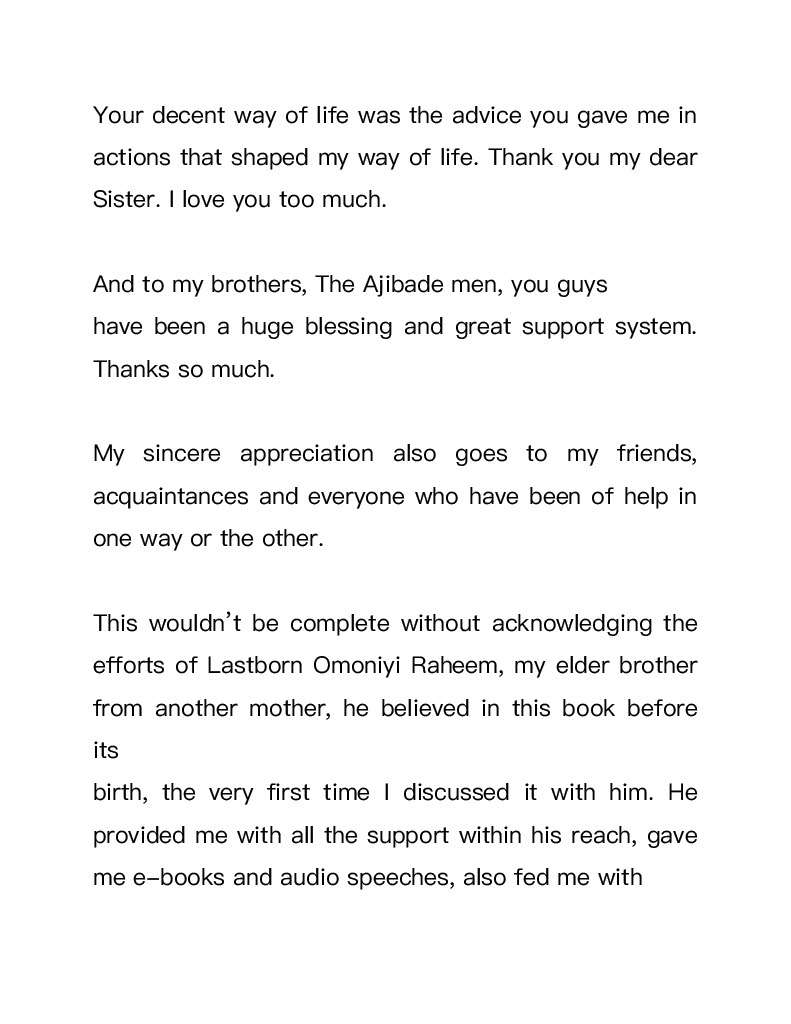 Your decent way of life was the advice you gave me in
actions that shaped my way of life. Thank you my dear
Sister. I love you too much.
And to my brothers, The Ajibade men, you guys
have been a huge blessing and great support system.
Thanks so much.
My sincere appreciation also goes to my friends,
acquaintances and everyone who have been of help in
one way or the other.
This wouldn’t be complete without acknowledging the
efforts of Lastborn Omoniyi Raheem, my elder brother
from another mother, he believed in this book before
its
birth, the very first time I discussed it with him. He
provided me with all the support within his reach, gave
me e–books and audio speeches, also fed me with